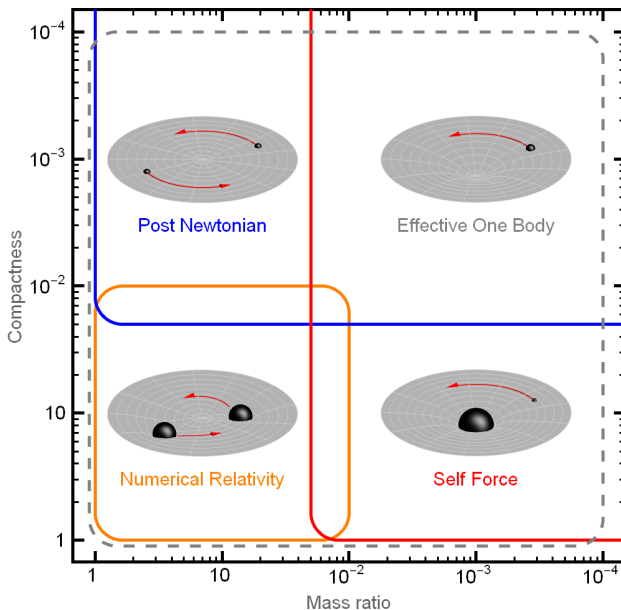 10⁻⁴
10⁻³
Post Newtonian
Effective One Body
Compactness
10⁻²
10
Numerical Relativity
Self Force
1
1
10
10⁻²
10⁻³
10⁻⁴
Mass ratio